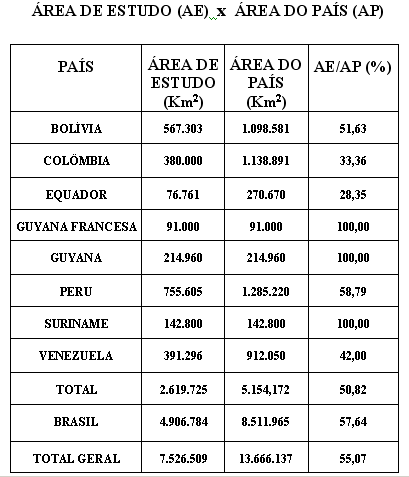 ÁREA DE ESTUDO (AE) x ÁREA DO PAÍS (AP)
PAÍS ÁREA DE ESTUDO (Km²) ÁREA DO PAÍS (Km²) AE/AP (%)
BOLÍVIA 567.303 1.098.581 51,63
COLÔMBIA 380.000 1.138.891 33,36
EQUADOR 76.761 270.670 28,35
GUYANA FRANCESA 91.000 91.000 100,00
GUYANA 214.960 214.960 100,00
PERU 755.605 1.285.220 58,79
SURINAME 142.800 142.800 100,00
VENEZUELA 391.296 912.050 42,00
TOTAL 2.619.725 5.154,172 50,82
BRASIL 4.906.784 8.511.965 57,64
TOTAL GERAL 7.526.509 13.666.137 55,07